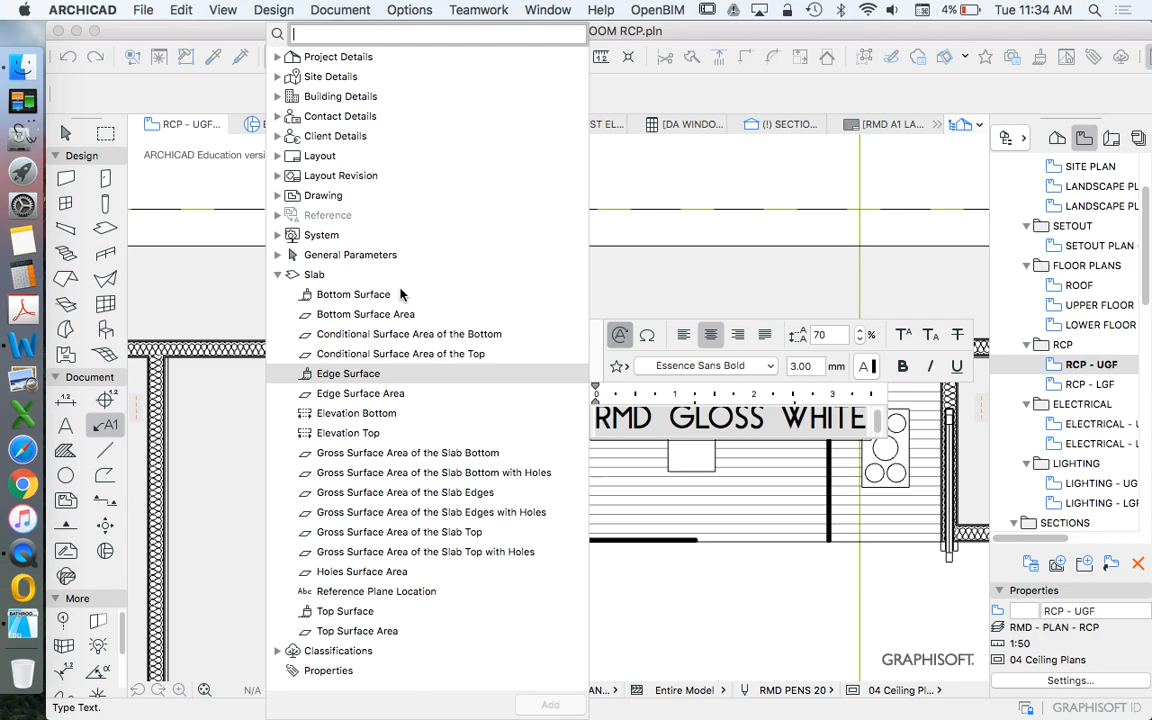 ARCHICAD File Edit View Design Document Options Teamwork Window Help OpenBIM 4% Tue 11:34 AM
OOM RCP.pln
RCP - UGF... ST EL... [DA WINDO... (!) SECTIO... [RMD A1 LA...
ARCHICAD Education versi
Design
Document
A1
More
Project Details
Site Details
Building Details
Contact Details
Client Details
Layout
Layout Revision
Drawing
Reference
System
General Parameters
Slab
Bottom Surface
Bottom Surface Area
Conditional Surface Area of the Bottom
Conditional Surface Area of the Top
Edge Surface
Edge Surface Area
Elevation Bottom
Elevation Top
Gross Surface Area of the Slab Bottom
Gross Surface Area of the Slab Bottom with Holes
Gross Surface Area of the Slab Edges
Gross Surface Area of the Slab Edges with Holes
Gross Surface Area of the Slab Top
Gross Surface Area of the Slab Top with Holes
Holes Surface Area
Abc Reference Plane Location
Top Surface
Top Surface Area
Classifications
Properties
Add
70 %
Essence Sans Bold 3.00 mm A B I U
0 1 2 3
RMD GLOSS WHITE
SITE PLAN
LANDSCAPE PL
LANDSCAPE PL
SETOUT
SETOUT PLAN
FLOOR PLANS
ROOF
UPPER FLOOR
LOWER FLOOR
RCP
RCP - UGF
RCP - LGF
ELECTRICAL
ELECTRICAL - U
ELECTRICAL - L
LIGHTING
LIGHTING - UG
LIGHTING - LGF
SECTIONS
Properties
RCP - UGF
RMD - PLAN - RCP
1:50
04 Ceiling Plans
Settings...
GRAPHISOFT.
N/A AN... Entire Model RMD PENS 20 04 Ceiling Pl...
Type Text.
GRAPHISOFT ID